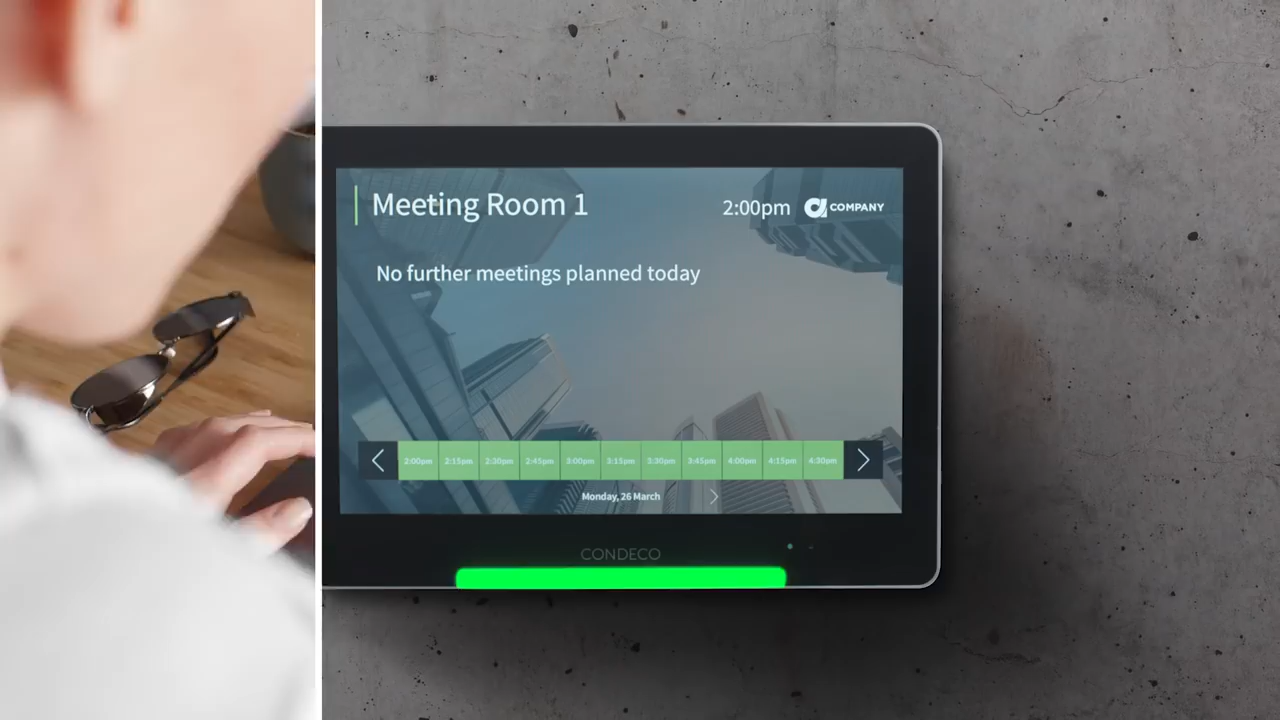 Meeting Room 1
2:00pm
COMPANY
No further meetings planned today
2:00pm 2:15pm 2:30pm 2:45pm 3:00pm 3:15pm 3:30pm 3:45pm 4:00pm 4:15pm 4:30pm
Monday, 26 March
CONDECO